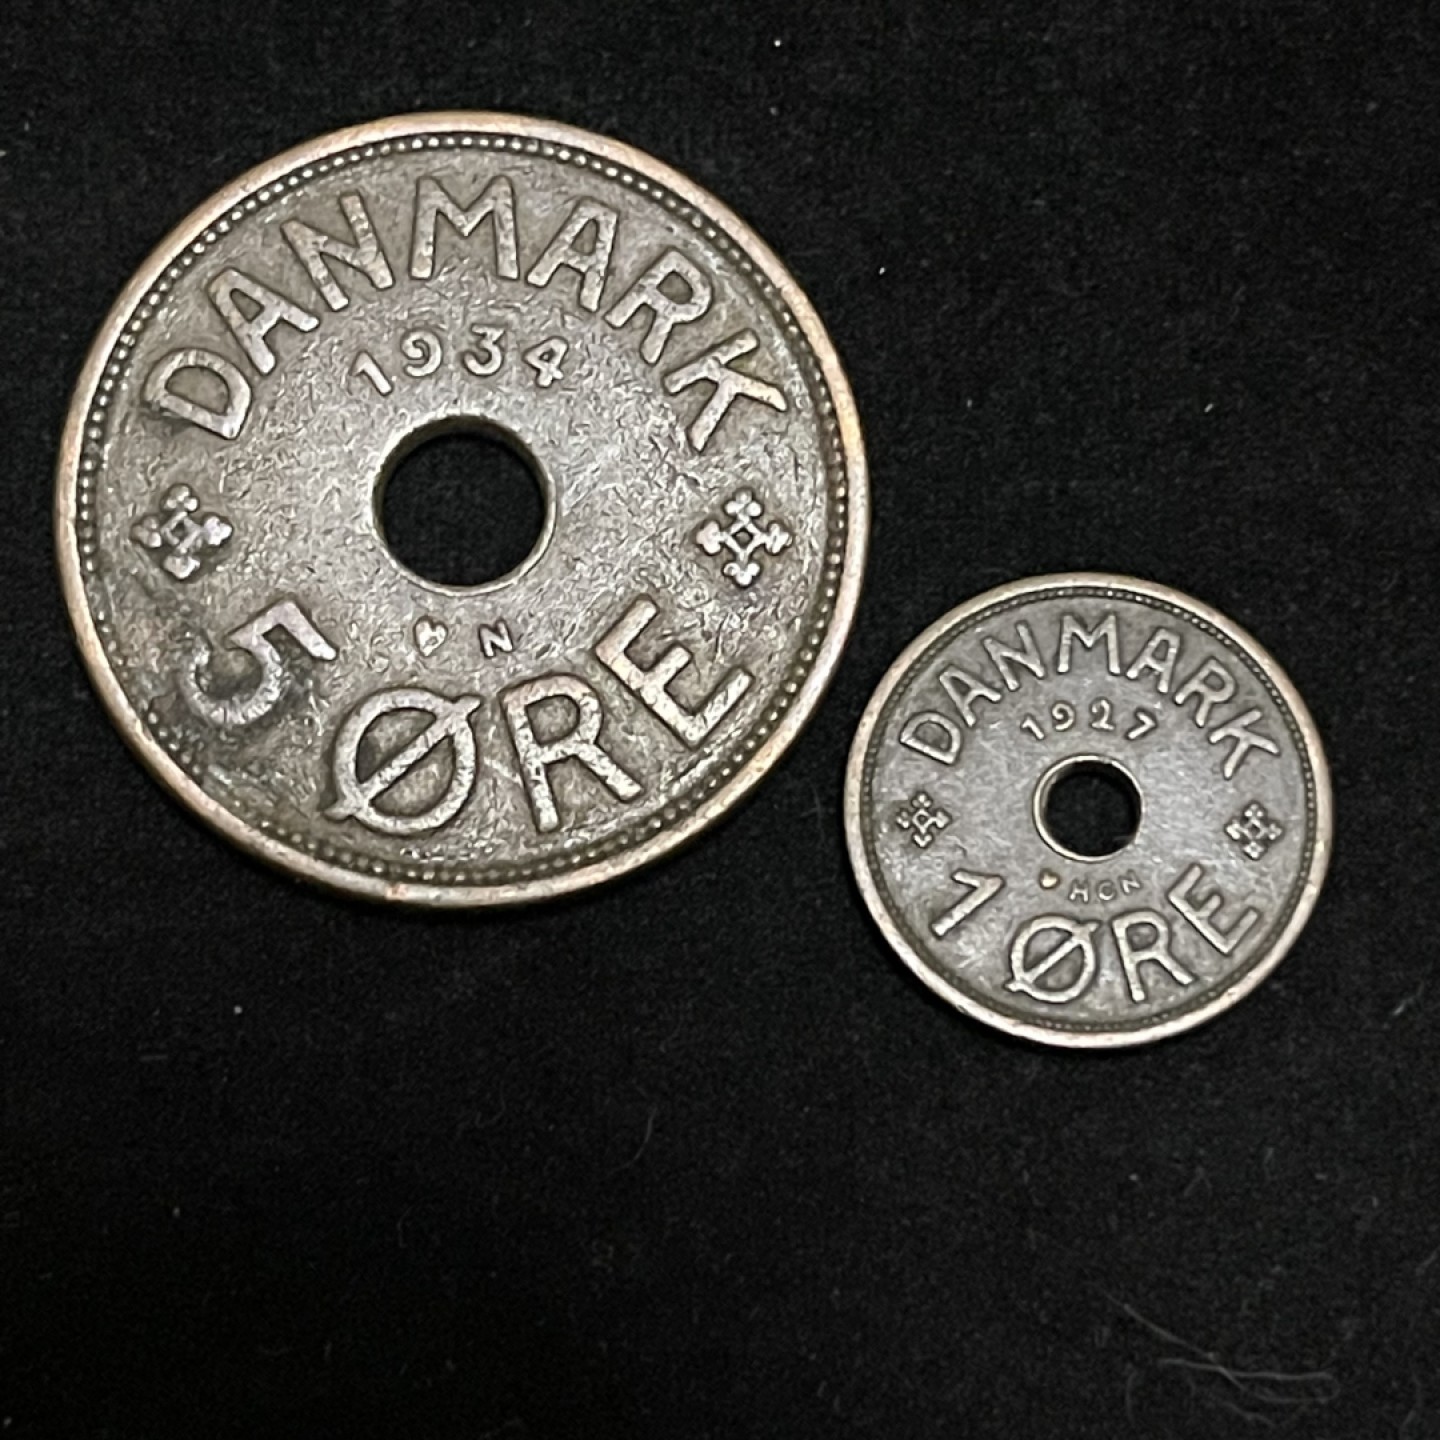 DANMARK
1934
N
5 ØRE
DANMARK
1927
HCN
1 ØRE